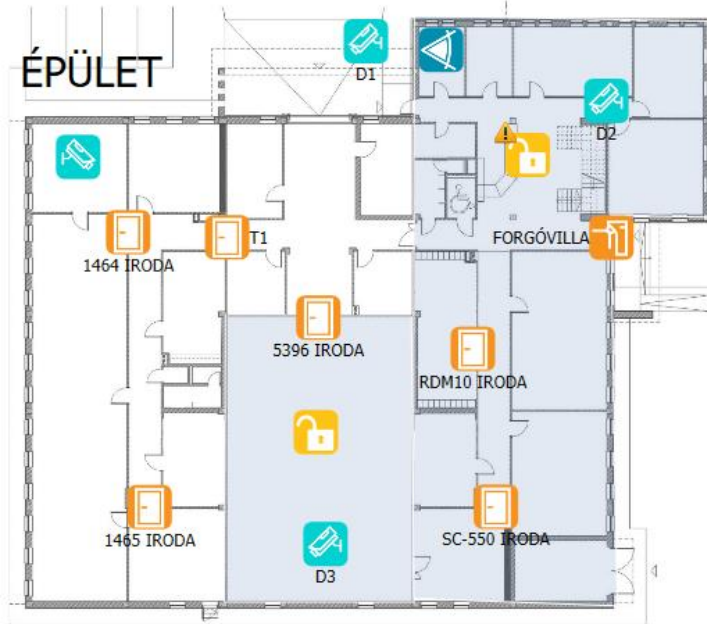 D1
ÉPÜLET
D2
T1
FORGÓVILLA
1464 IRODA
5396 IRODA
RDM10 IRODA
1465 IRODA
SC-550 IRODA
D3